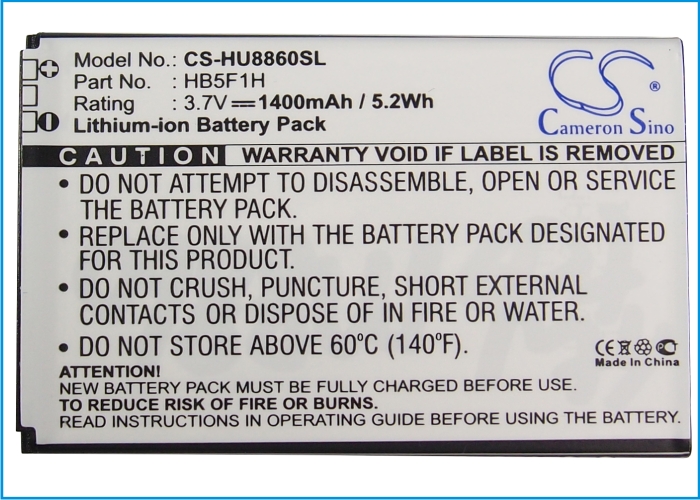 Model No.: CS-HU8860SL
Part No. : HB5F1H
Rating : 3.7V 1400mAh / 5.2Wh
Lithium-ion Battery Pack
CS
Cameron Sino
CAUTION WARRANTY VOID IF LABEL IS REMOVED
• DO NOT ATTEMPT TO DISASSEMBLE, OPEN OR SERVICE
THE BATTERY PACK.
• REPLACE ONLY WITH THE BATTERY PACK DESIGNATED
FOR THIS PRODUCT.
• DO NOT CRUSH, PUNCTURE, SHORT EXTERNAL
CONTACTS OR DISPOSE OF IN FIRE OR WATER.
• DO NOT STORE ABOVE 60°C (140°F).
CE
Made In China
ATTENTION!
NEW BATTERY PACK MUST BE FULLY CHARGED BEFORE USE.
TO REDUCE RISK OF FIRE OR BURNS.
READ INSTRUCTIONS IN OPERATING GUIDE BEFORE USING THE BATTERY.